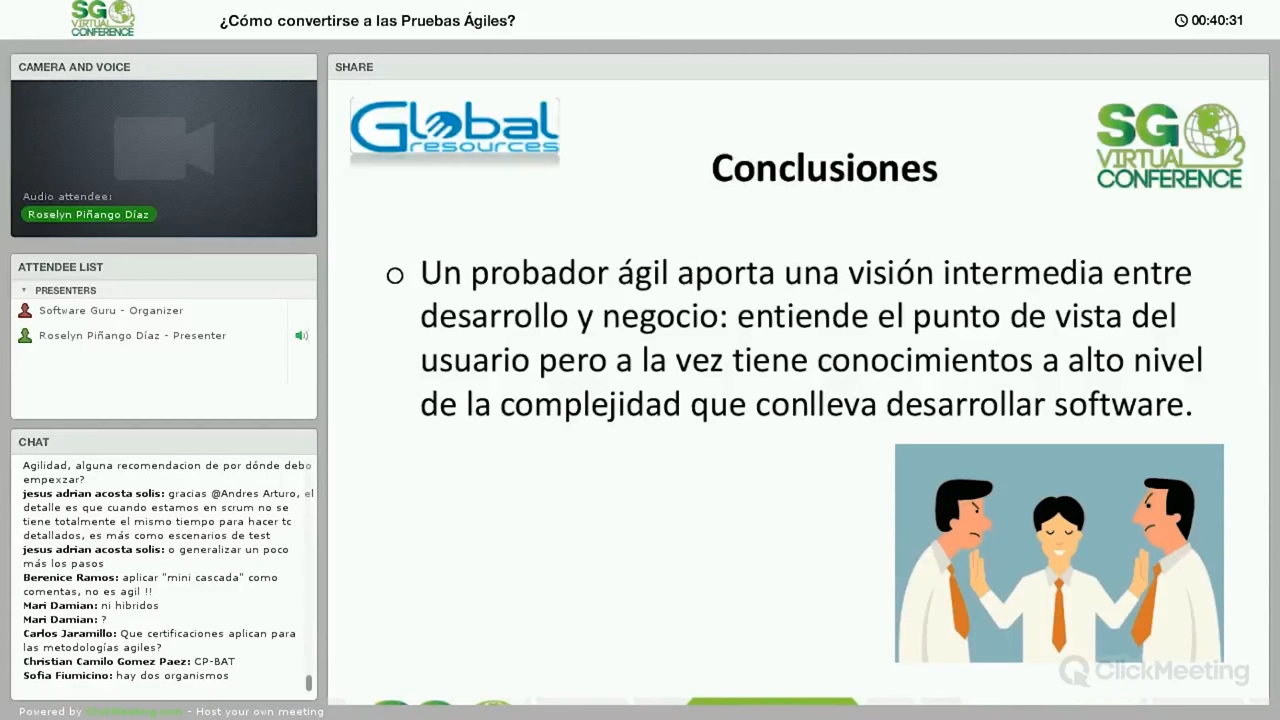 SG
VIRTUAL
CONFERENCE
¿Cómo convertirse a las Pruebas Ágiles?
00:40:31
CAMERA AND VOICE
Audio attendee:
Roselyn Piñango Díaz
ATTENDEE LIST
PRESENTERS
Software Guru - Organizer
Roselyn Piñango Díaz - Presenter
CHAT
Agilidad, alguna recomendacion de por dónde debo
empexzar?
jesus adrian acosta solis: gracias @Andres Arturo, el
detalle es que cuando estamos en scrum no se
tiene totalmente el mismo tiempo para hacer tc
detallados, es más como escenarios de test
jesus adrian acosta solis: o generalizar un poco
más los pasos
Berenice Ramos: aplicar "mini cascada" como
comentas, no es agil !!
Mari Damian: ni hibridos
Mari Damian: ?
Carlos Jaramillo: Que certificaciones aplican para
las metodologías agiles?
Christian Camilo Gomez Paez: CP-BAT
Sofia Fiumicino: hay dos organismos
Powered by ClickMeeting.com - Host your own meeting
SHARE
Global
resources
Conclusiones
SG
VIRTUAL
CONFERENCE
Un probador ágil aporta una visión intermedia entre
desarrollo y negocio: entiende el punto de vista del
usuario pero a la vez tiene conocimientos a alto nivel
de la complejidad que conlleva desarrollar software.
ClickMeeting